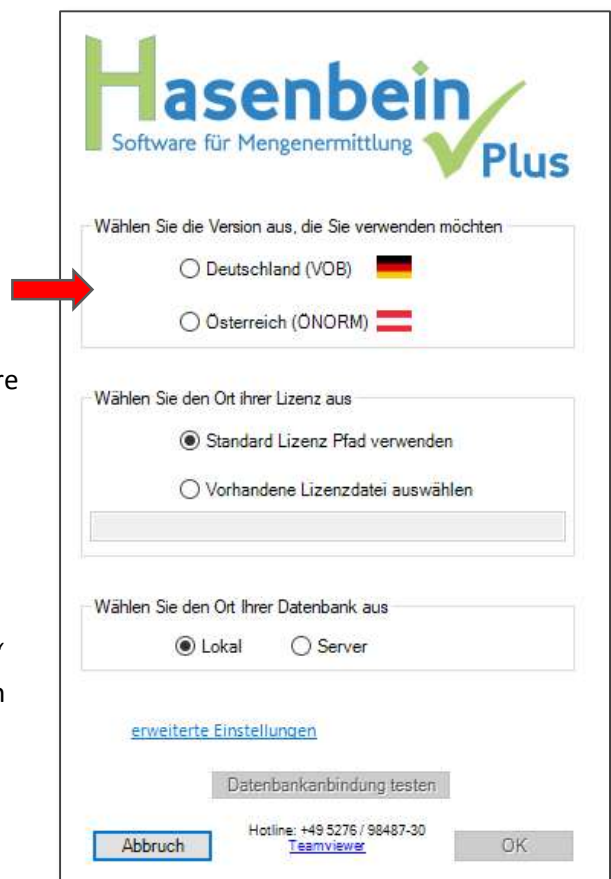 Hasenbein
Software für Mengenermittlung
Plus
Wählen Sie die Version aus, die Sie verwenden möchten
Deutschland (VOB)
Österreich (ÖNORM)
re
Wählen Sie den Ort ihrer Lizenz aus
Standard Lizenz Pfad verwenden
Vorhandene Lizenzdatei auswählen
Wählen Sie den Ort Ihrer Datenbank aus
Lokal Server
erweiterte Einstellungen
Datenbankanbindung testen
Hotline: +49 5276 / 98487-30
Abbruch Teamviewer OK